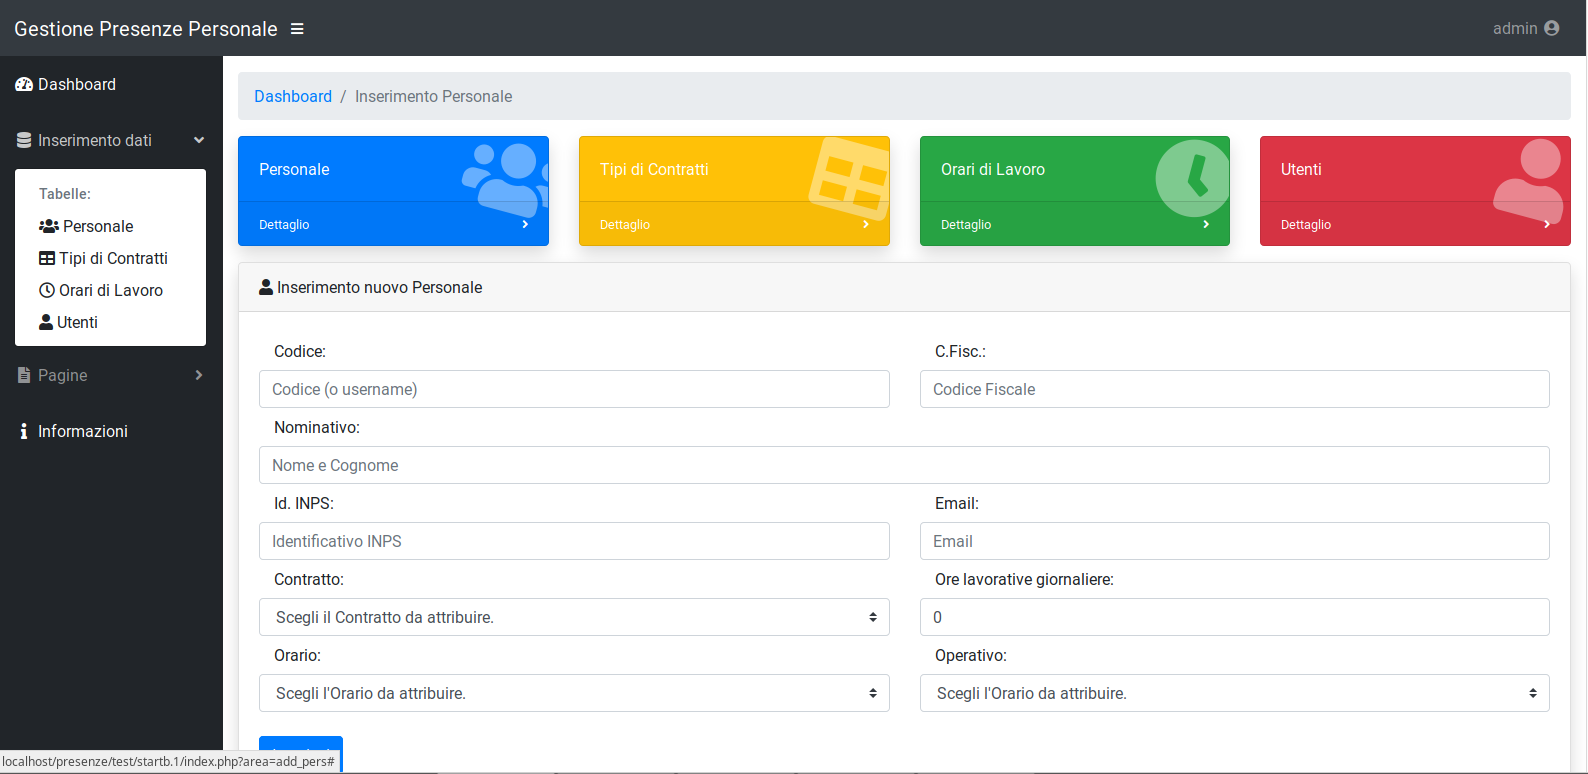 Gestione Presenze Personale
admin
Dashboard
Inserimento dati
Tabelle:
Personale
Tipi di Contratti
Orari di Lavoro
Utenti
Pagine
Informazioni
Dashboard / Inserimento Personale
Personale
Dettaglio
Tipi di Contratti
Dettaglio
Orari di Lavoro
Dettaglio
Utenti
Dettaglio
Inserimento nuovo Personale
Codice:
Codice (o username)
C.Fisc.:
Codice Fiscale
Nominativo:
Nome e Cognome
Id. INPS:
Identificativo INPS
Email:
Email
Contratto:
Scegli il Contratto da attribuire.
Ore lavorative giornaliere:
0
Orario:
Scegli l'Orario da attribuire.
Operativo:
Scegli l'Orario da attribuire.
localhost/presenze/test/startb.1/index.php?area=add_pers#